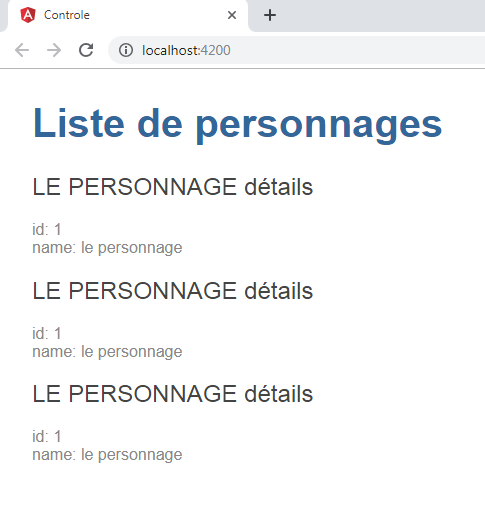 Controle
localhost:4200
Liste de personnages
LE PERSONNAGE détails
id: 1
name: le personnage
LE PERSONNAGE détails
id: 1
name: le personnage
LE PERSONNAGE détails
id: 1
name: le personnage